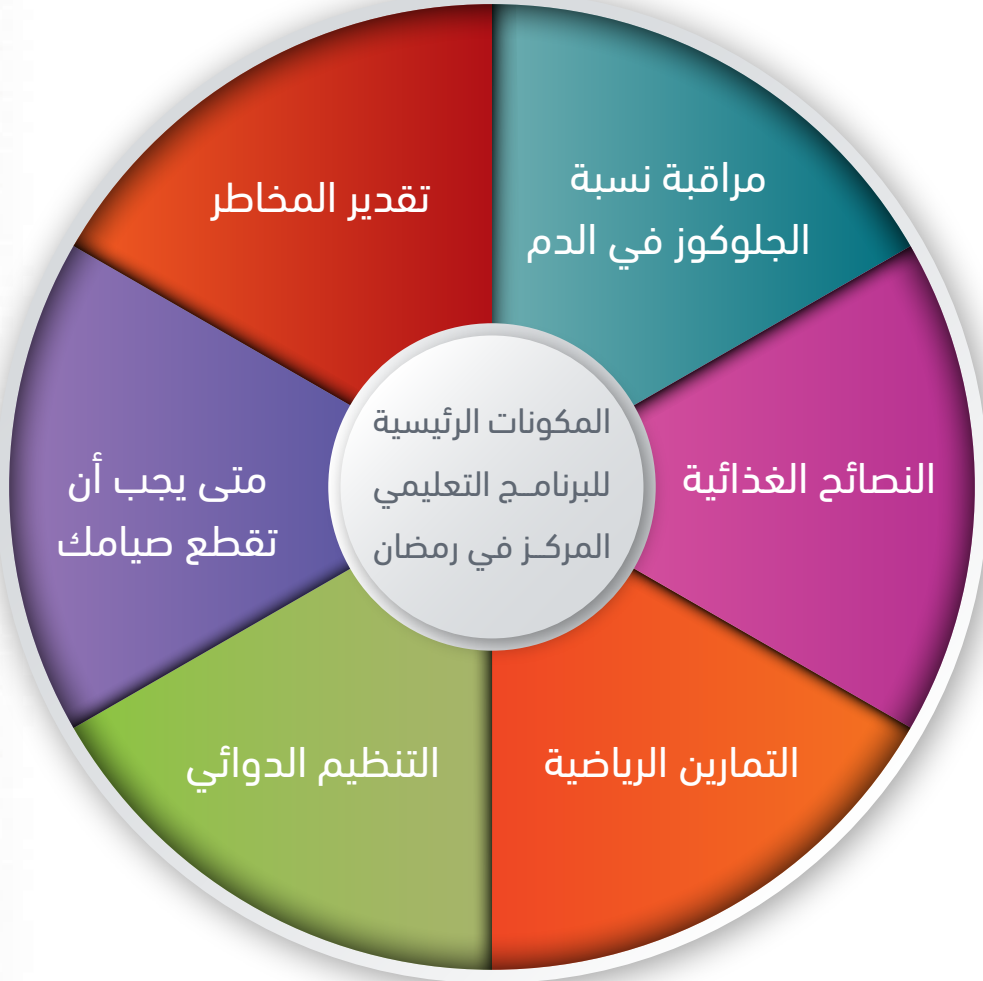 المكونات الرئيسية
للبرنامـج التعليمي
المركـز في رمضان
مراقبة نسبة
الجلوكوز في الدم
النصائح الغذائية
التمارين الرياضية
التنظيم الدوائي
متى يجب أن
تقطع صيامك
تقدير المخاطر